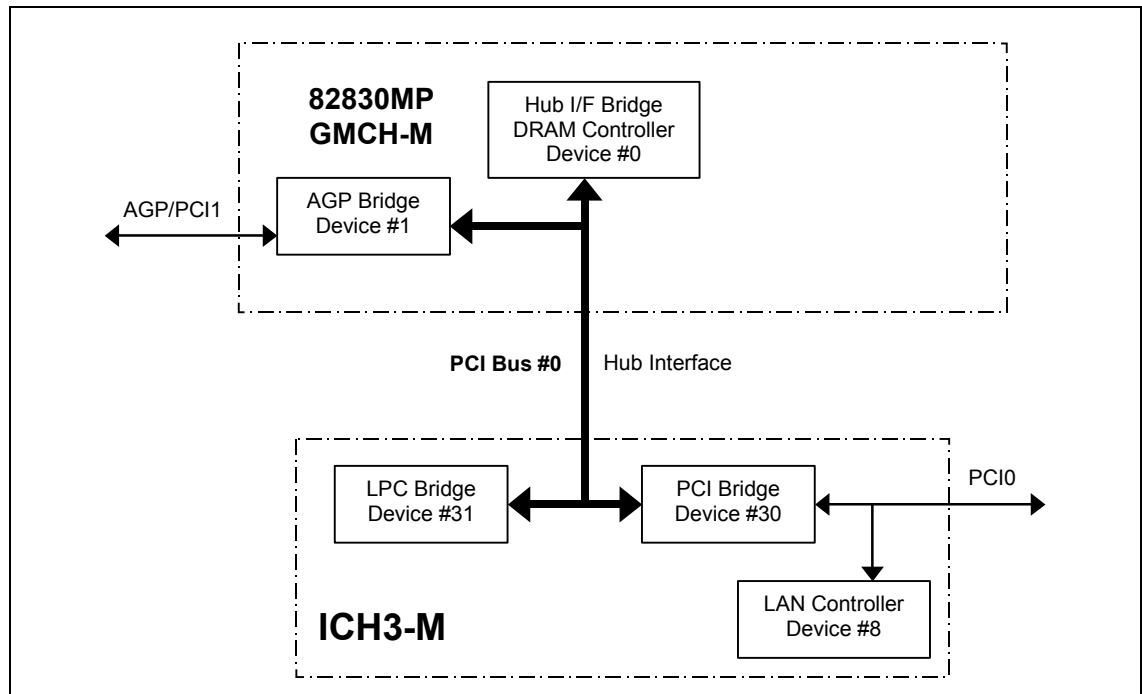 82830MP
GMCH-M
Hub I/F Bridge
DRAM Controller
Device #0
AGP/PCI1
AGP Bridge
Device #1
PCI Bus #0
Hub Interface
LPC Bridge
Device #31
PCI Bridge
Device #30
PCI0
LAN Controller
Device #8
ICH3-M